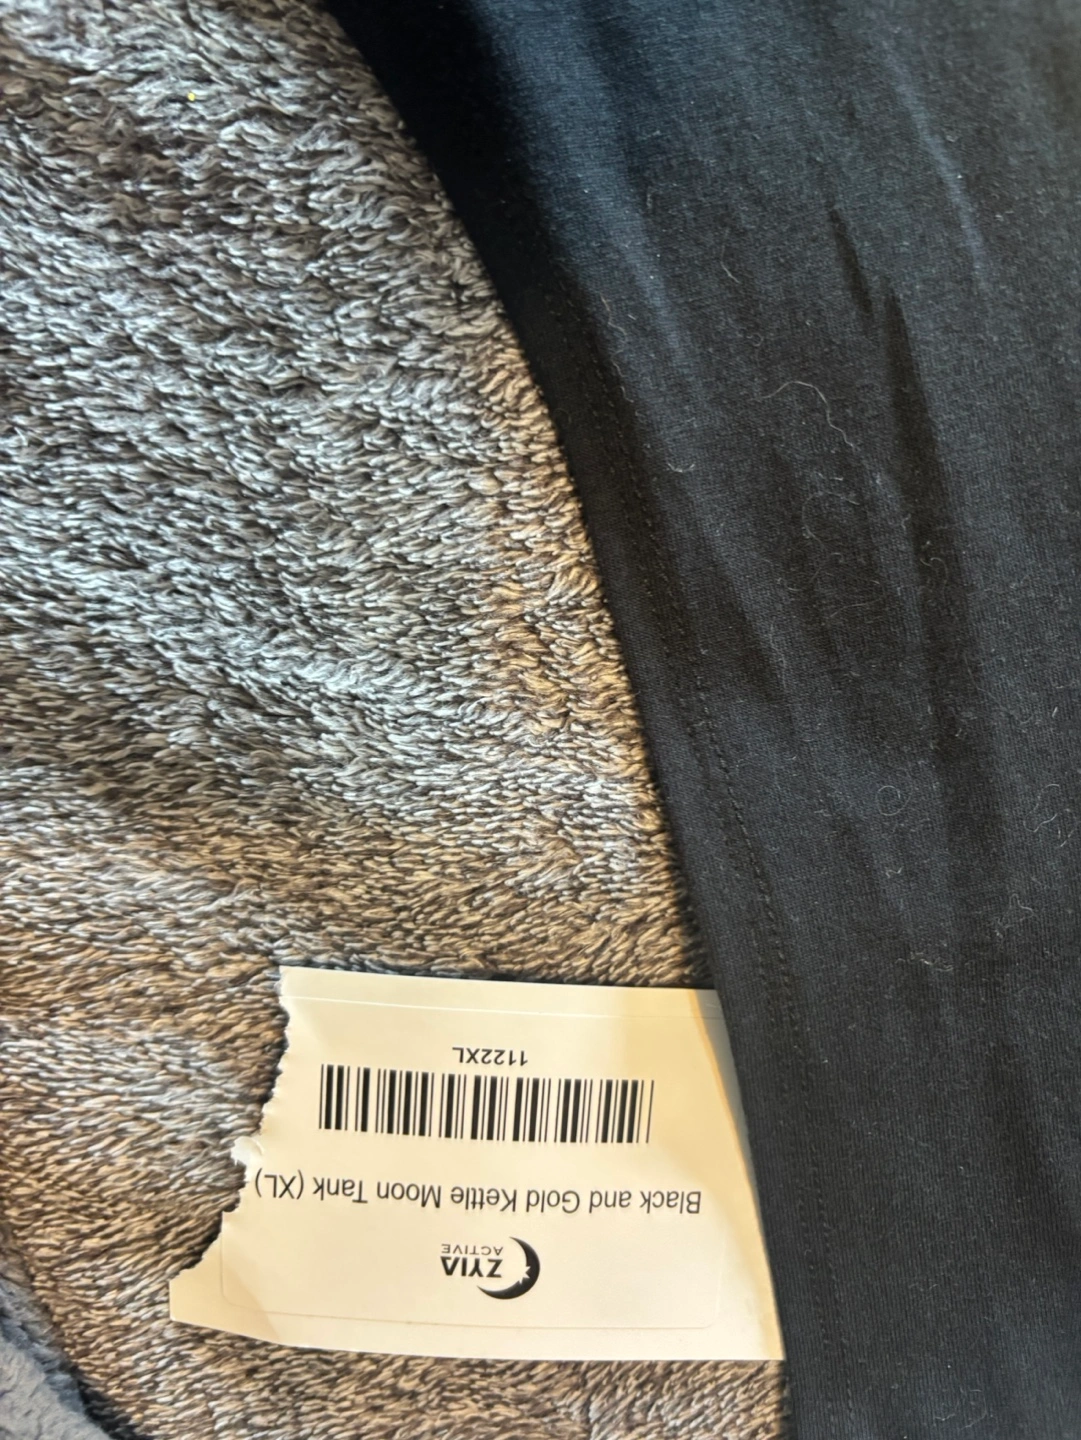 ZYIA
ACTIVE
Black and Gold Kettle Moon Tank (XL)
1122XL